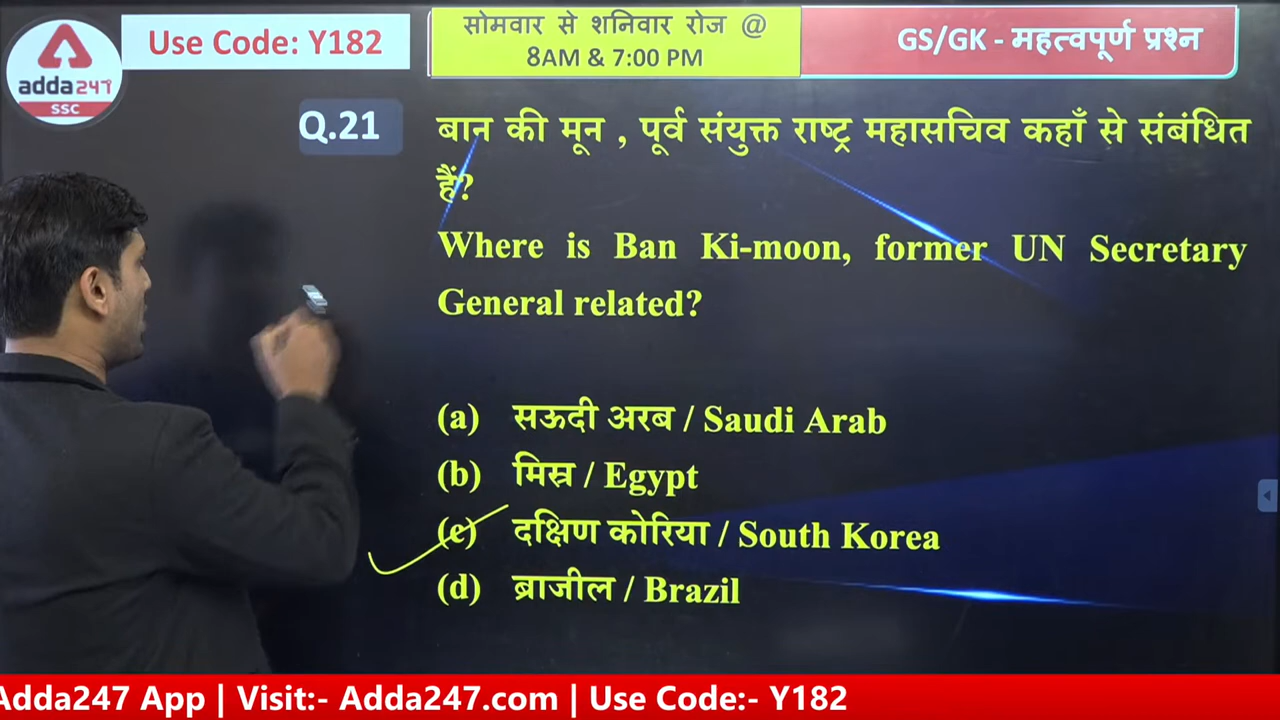 adda247
SSC
Use Code: Y182
सोमवार से शनिवार रोज @
8AM & 7:00 PM
GS/GK - महत्वपूर्ण प्रश्न
Q.21
बान की मून , पूर्व संयुक्त राष्ट्र महासचिव कहाँ से संबंधित
हैं?
Where is Ban Ki-moon, former UN Secretary
General related?
(a) सऊदी अरब / Saudi Arab
(b) मिस्र / Egypt
(c) दक्षिण कोरिया / South Korea
(d) ब्राजील / Brazil
Adda247 App | Visit:- Adda247.com | Use Code:- Y182